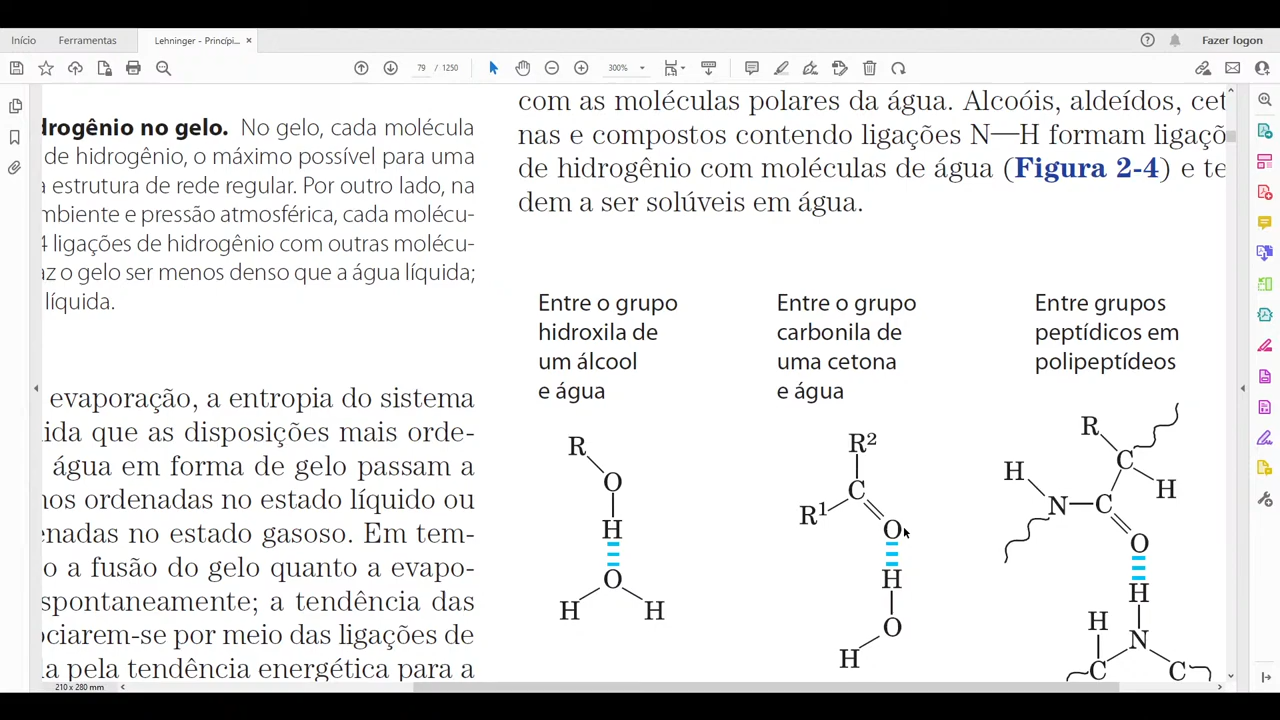 Início
Ferramentas
Lehninger - Princípi...
Fazer logon
79 / 1250
300%
drogênio no gelo. No gelo, cada molécula
de hidrogênio, o máximo possível para uma
a estrutura de rede regular. Por outro lado, na
mbiente e pressão atmosférica, cada molécu-
4 ligações de hidrogênio com outras molécu-
az o gelo ser menos denso que a água líquida;
líquida.
evaporação, a entropia do sistema
ida que as disposições mais orde-
água em forma de gelo passam a
nos ordenadas no estado líquido ou
enadas no estado gasoso. Em tem-
o a fusão do gelo quanto a evapo-
spontaneamente; a tendência das
ociarem-se por meio das ligações de
la pela tendência energética para a
com as moléculas polares da água. Alcoóis, aldeídos, cet
nas e compostos contendo ligações N—H formam ligaçõ
de hidrogênio com moléculas de água (Figura 2-4) e te
dem a ser solúveis em água.
Entre o grupo
hidroxila de
um álcool
e água
R
O
H
O
H H
Entre o grupo
carbonila de
uma cetona
e água
R²
C
R¹
O
H
O
H
Entre grupos
peptídicos em
polipeptídeos
R
C
H
H
N C
O
H
H
N
C C
210 x 280 mm